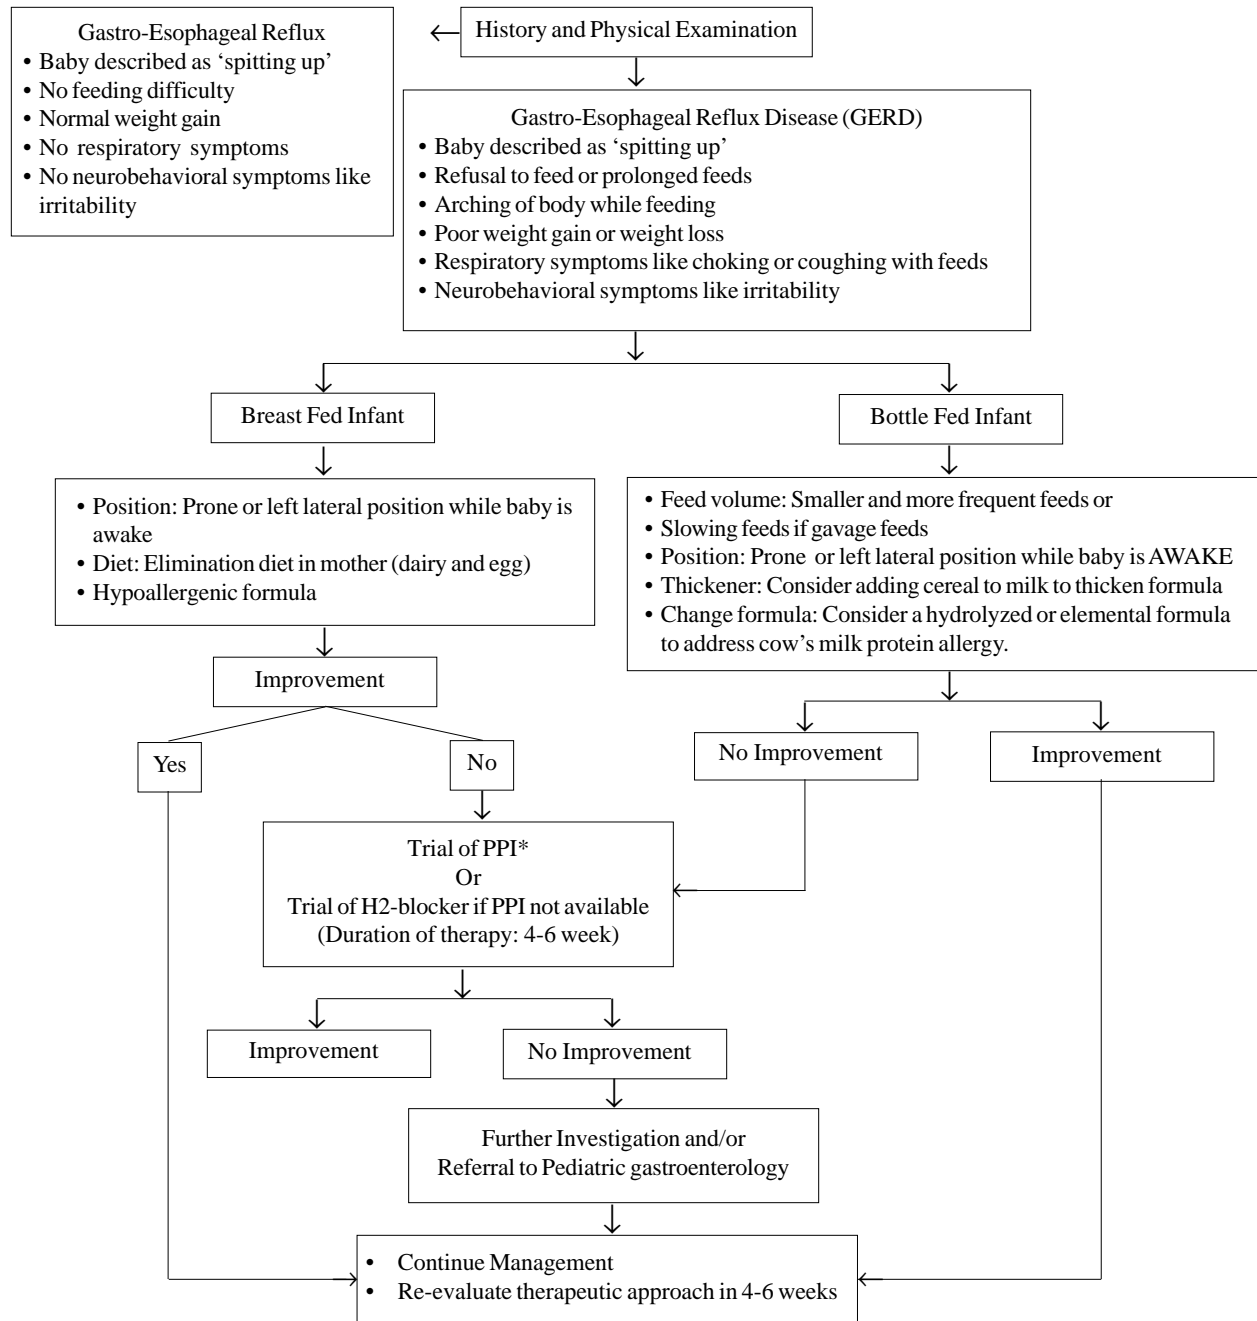 History and Physical Examination
Gastro-Esophageal Reflux
• Baby described as ‘spitting up’
• No feeding difficulty
• Normal weight gain
• No respiratory symptoms
• No neurobehavioral symptoms like
irritability
Gastro-Esophageal Reflux Disease (GERD)
• Baby described as ‘spitting up’
• Refusal to feed or prolonged feeds
• Arching of body while feeding
• Poor weight gain or weight loss
• Respiratory symptoms like choking or coughing with feeds
• Neurobehavioral symptoms like irritability
Breast Fed Infant
• Position: Prone or left lateral position while baby is
awake
• Diet: Elimination diet in mother (dairy and egg)
• Hypoallergenic formula
Improvement
Yes
No
Bottle Fed Infant
• Feed volume: Smaller and more frequent feeds or
• Slowing feeds if gavage feeds
• Position: Prone or left lateral position while baby is AWAKE
• Thickener: Consider adding cereal to milk to thicken formula
• Change formula: Consider a hydrolyzed or elemental formula
to address cow’s milk protein allergy.
No Improvement
Improvement
Trial of PPI*
Or
Trial of H2-blocker if PPI not available
(Duration of therapy: 4-6 week)
Improvement
No Improvement
Further Investigation and/or
Referral to Pediatric gastroenterology
• Continue Management
• Re-evaluate therapeutic approach in 4-6 weeks